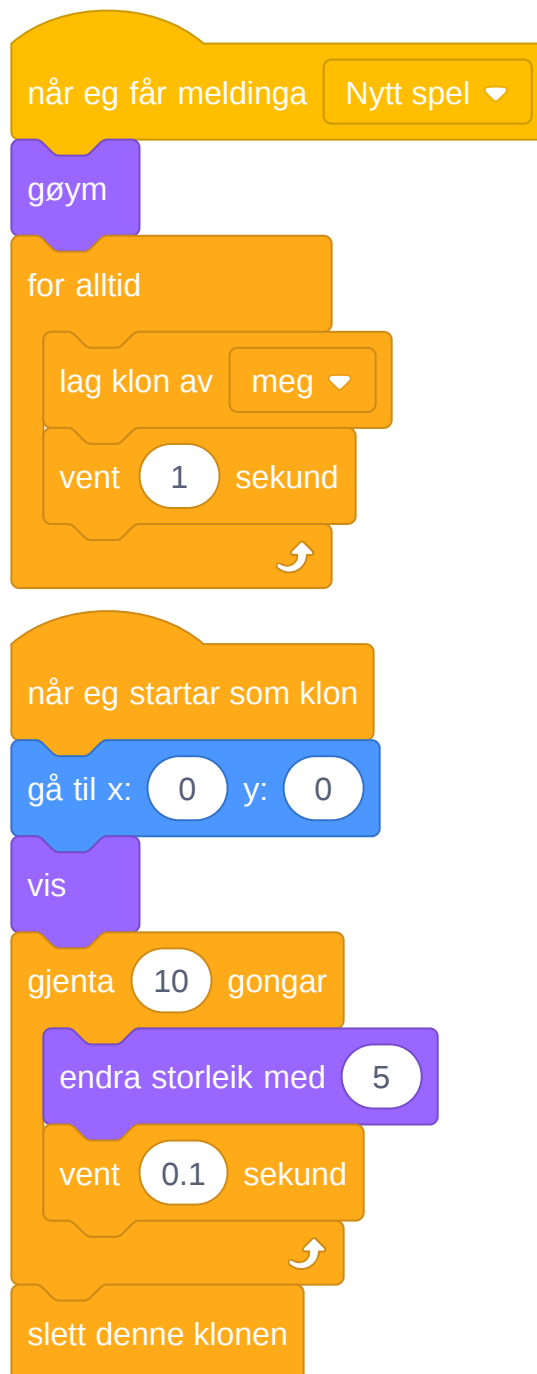 når eg får meldinga Nytt spel
gøym
for alltid
lag klon av meg
vent 1 sekund
når eg startar som klon
gå til x: 0 y: 0
vis
gjenta 10 gongar
endra storleik med 5
vent 0.1 sekund
slett denne klonen